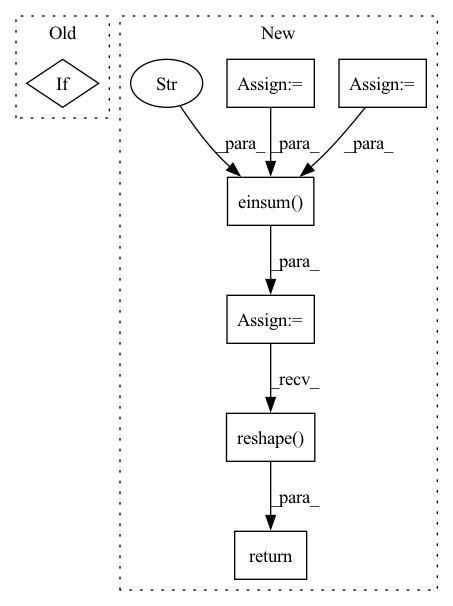 Old
New
If
Str
Assign:=
Assign:=
_para_
_para_
_para_
einsum()
_para_
Assign:=
_recv_
reshape()
_para_
return